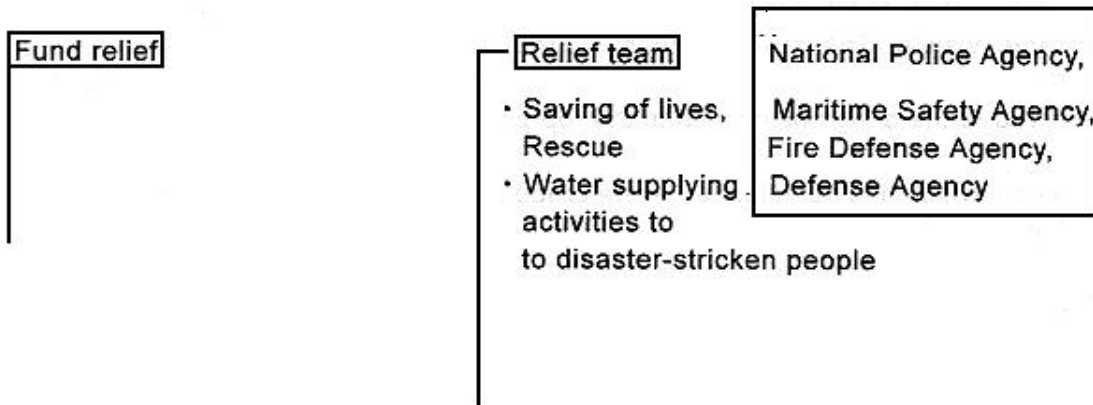 Fund relief
Relief team
・Saving of lives,
Rescue
・Water supplying
activities to
to disaster-stricken people
National Police Agency,
Maritime Safety Agency,
Fire Defense Agency,
Defense Agency